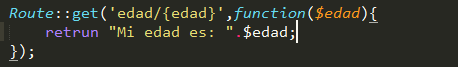 Route::get('edad/{edad}',function($edad){
    retrun "Mi edad es: ".$edad;
});